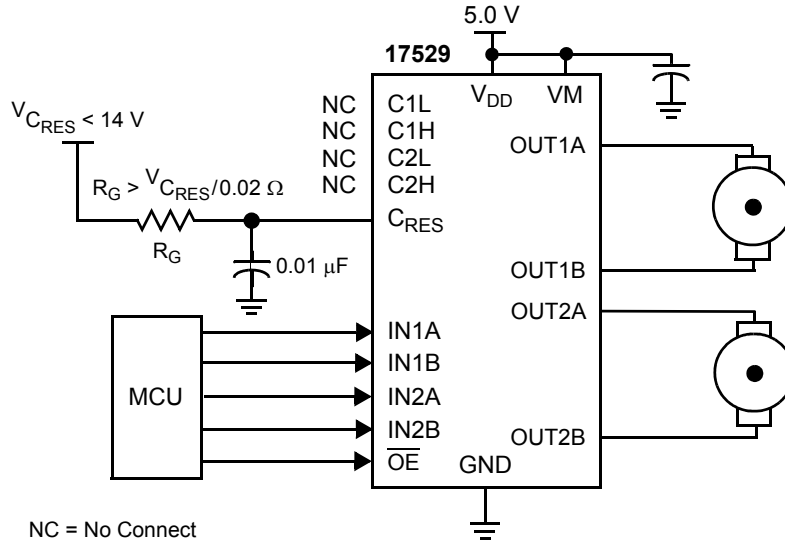 5.0 V
17529
V_DD VM
NC C1L
NC C1H
NC C2L
NC C2H
V_CRES < 14 V
R_G > V_CRES/0.02 Ω
R_G
C_RES
0.01 μF
OUT1A
OUT1B
OUT2A
OUT2B
MCU
IN1A
IN1B
IN2A
IN2B
O̅E̅
GND
NC = No Connect